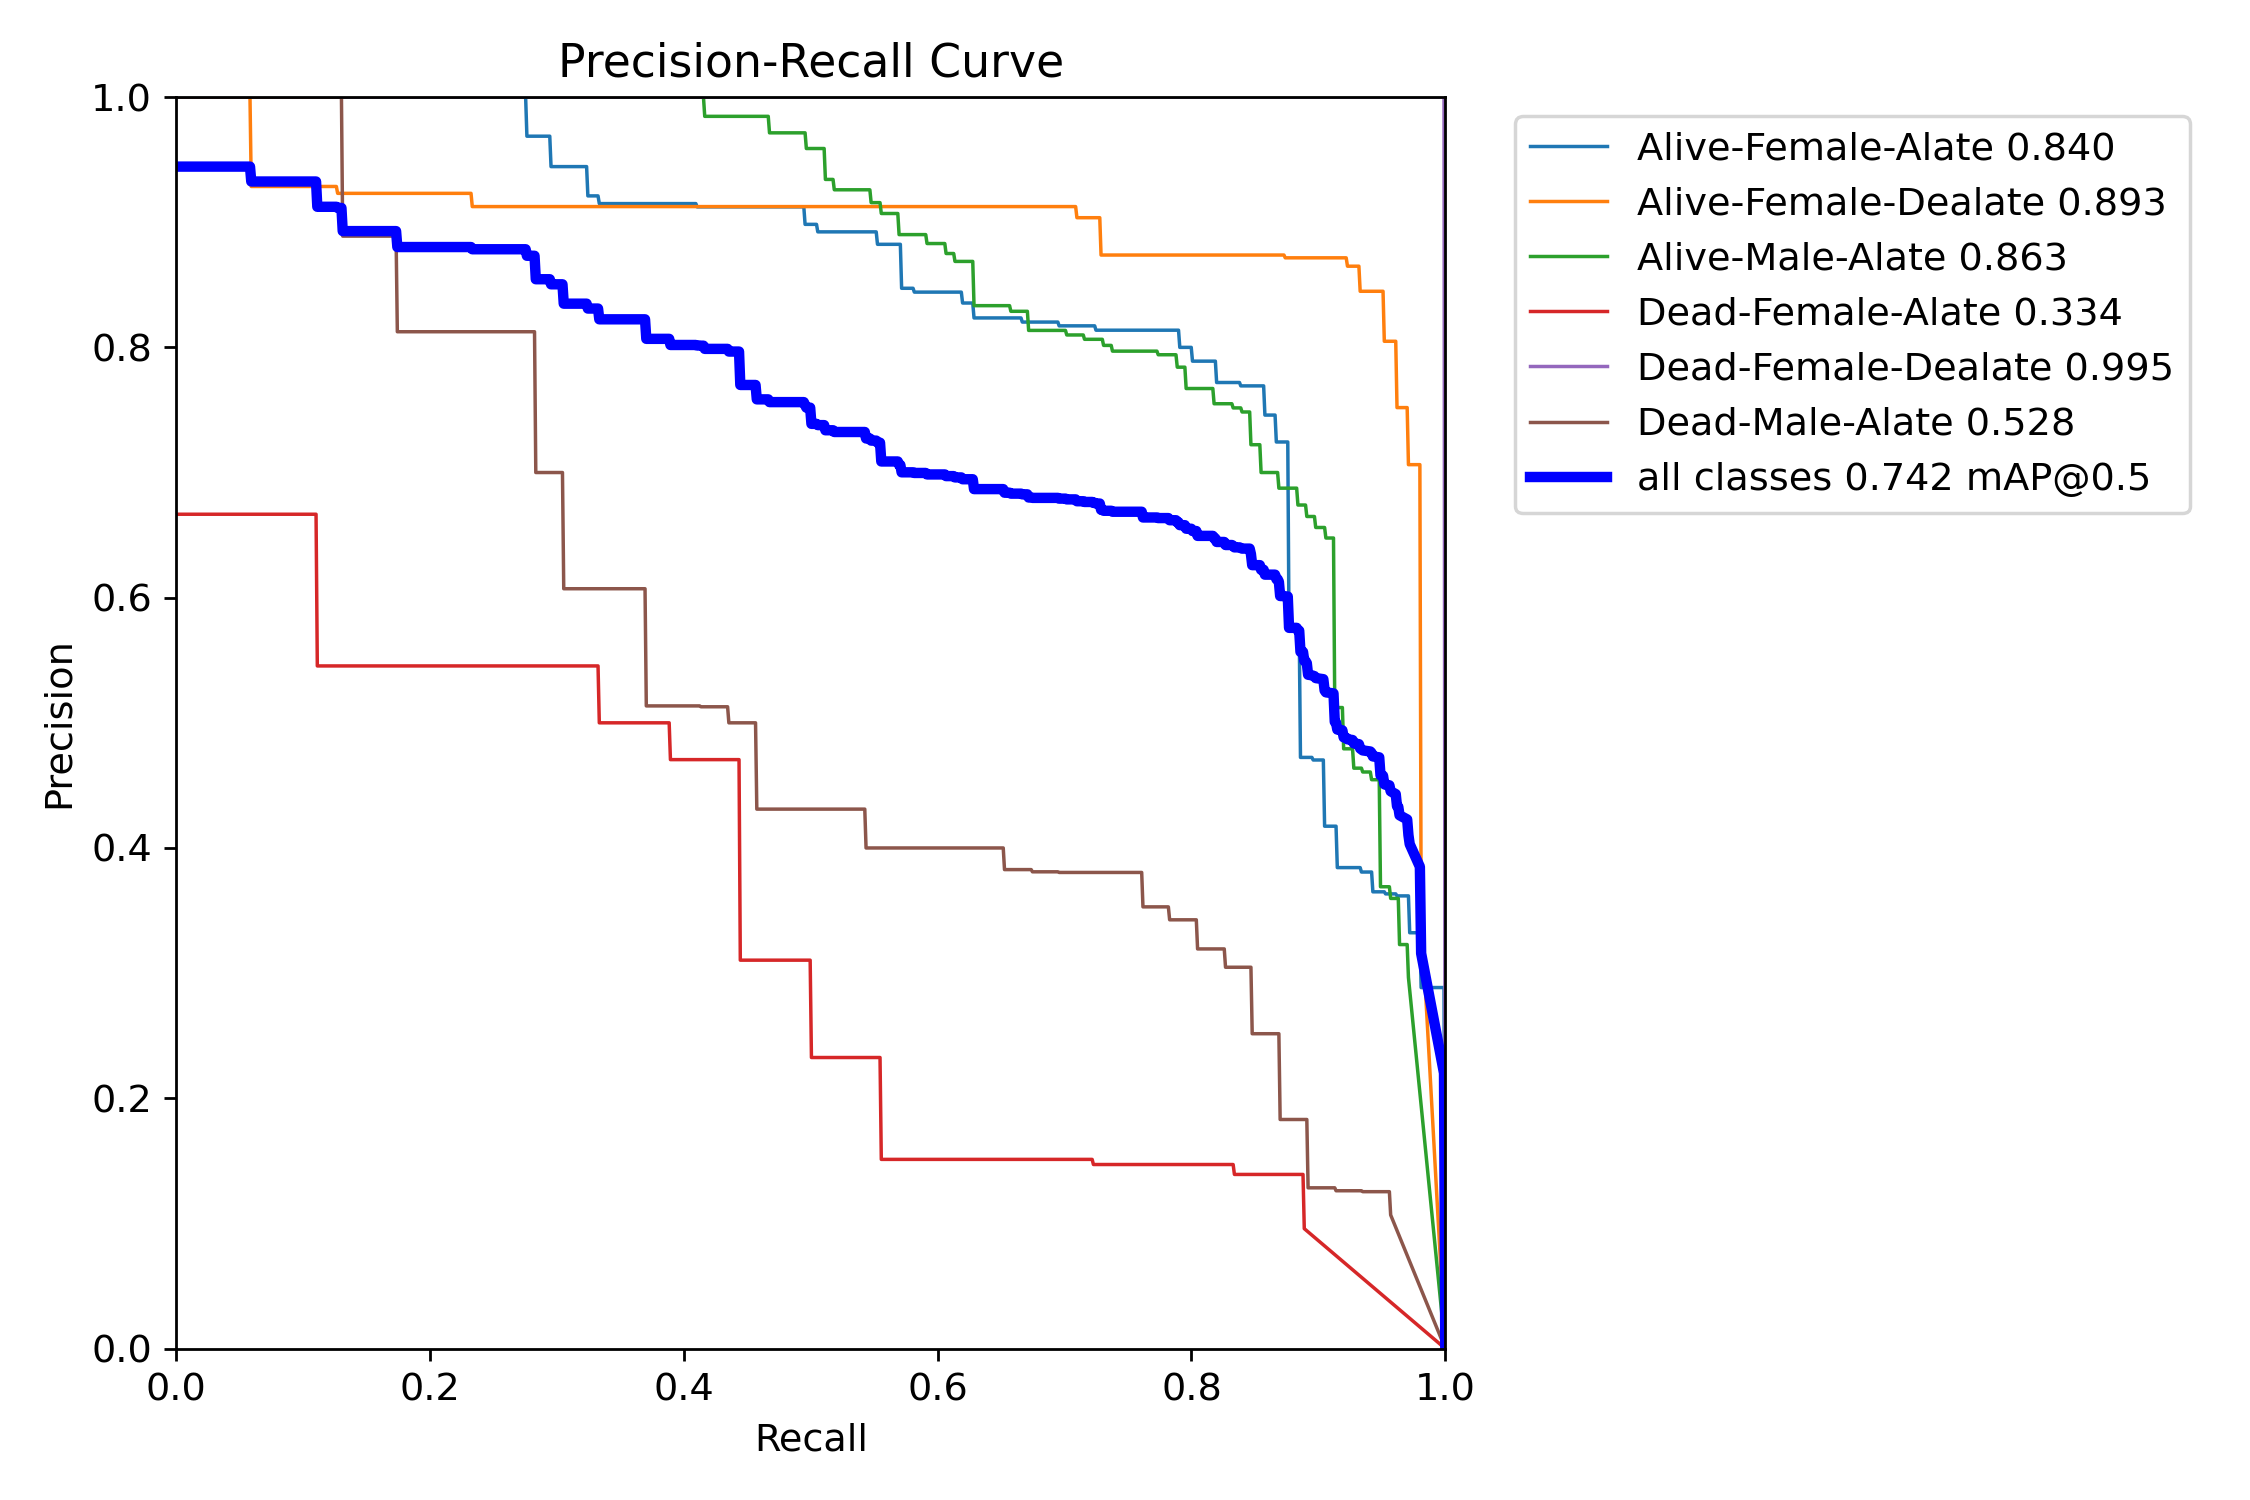 Precision-Recall Curve
1.0
0.8
0.6
0.4
0.2
0.0
Precision
0.0 0.2 0.4 0.6 0.8 1.0
Recall
Alive-Female-Alate 0.840
Alive-Female-Dealate 0.893
Alive-Male-Alate 0.863
Dead-Female-Alate 0.334
Dead-Female-Dealate 0.995
Dead-Male-Alate 0.528
all classes 0.742 mAP@0.5